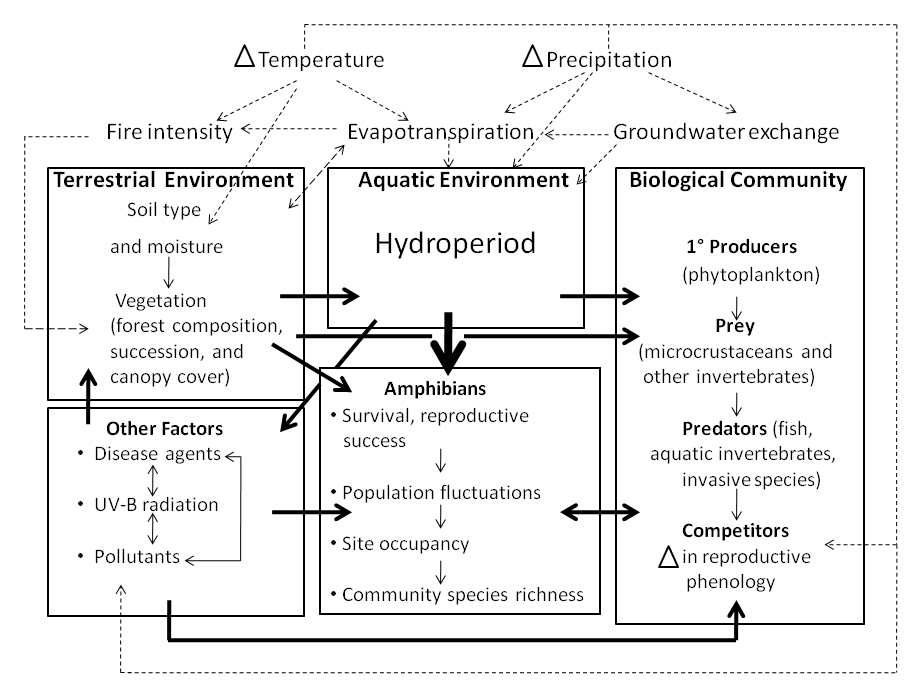 Δ Temperature
Δ Precipitation
Fire intensity
Evapotranspiration
Groundwater exchange
Terrestrial Environment
Soil type
and moisture
Vegetation
(forest composition,
succession, and
canopy cover)
Aquatic Environment
Hydroperiod
Biological Community
1° Producers
(phytoplankton)
Prey
(microcrustaceans and
other invertebrates)
Predators (fish,
aquatic invertebrates,
invasive species)
Competitors
Δ in reproductive
phenology
Other Factors
• Disease agents
• UV-B radiation
• Pollutants
Amphibians
• Survival, reproductive
success
• Population fluctuations
• Site occupancy
• Community species richness